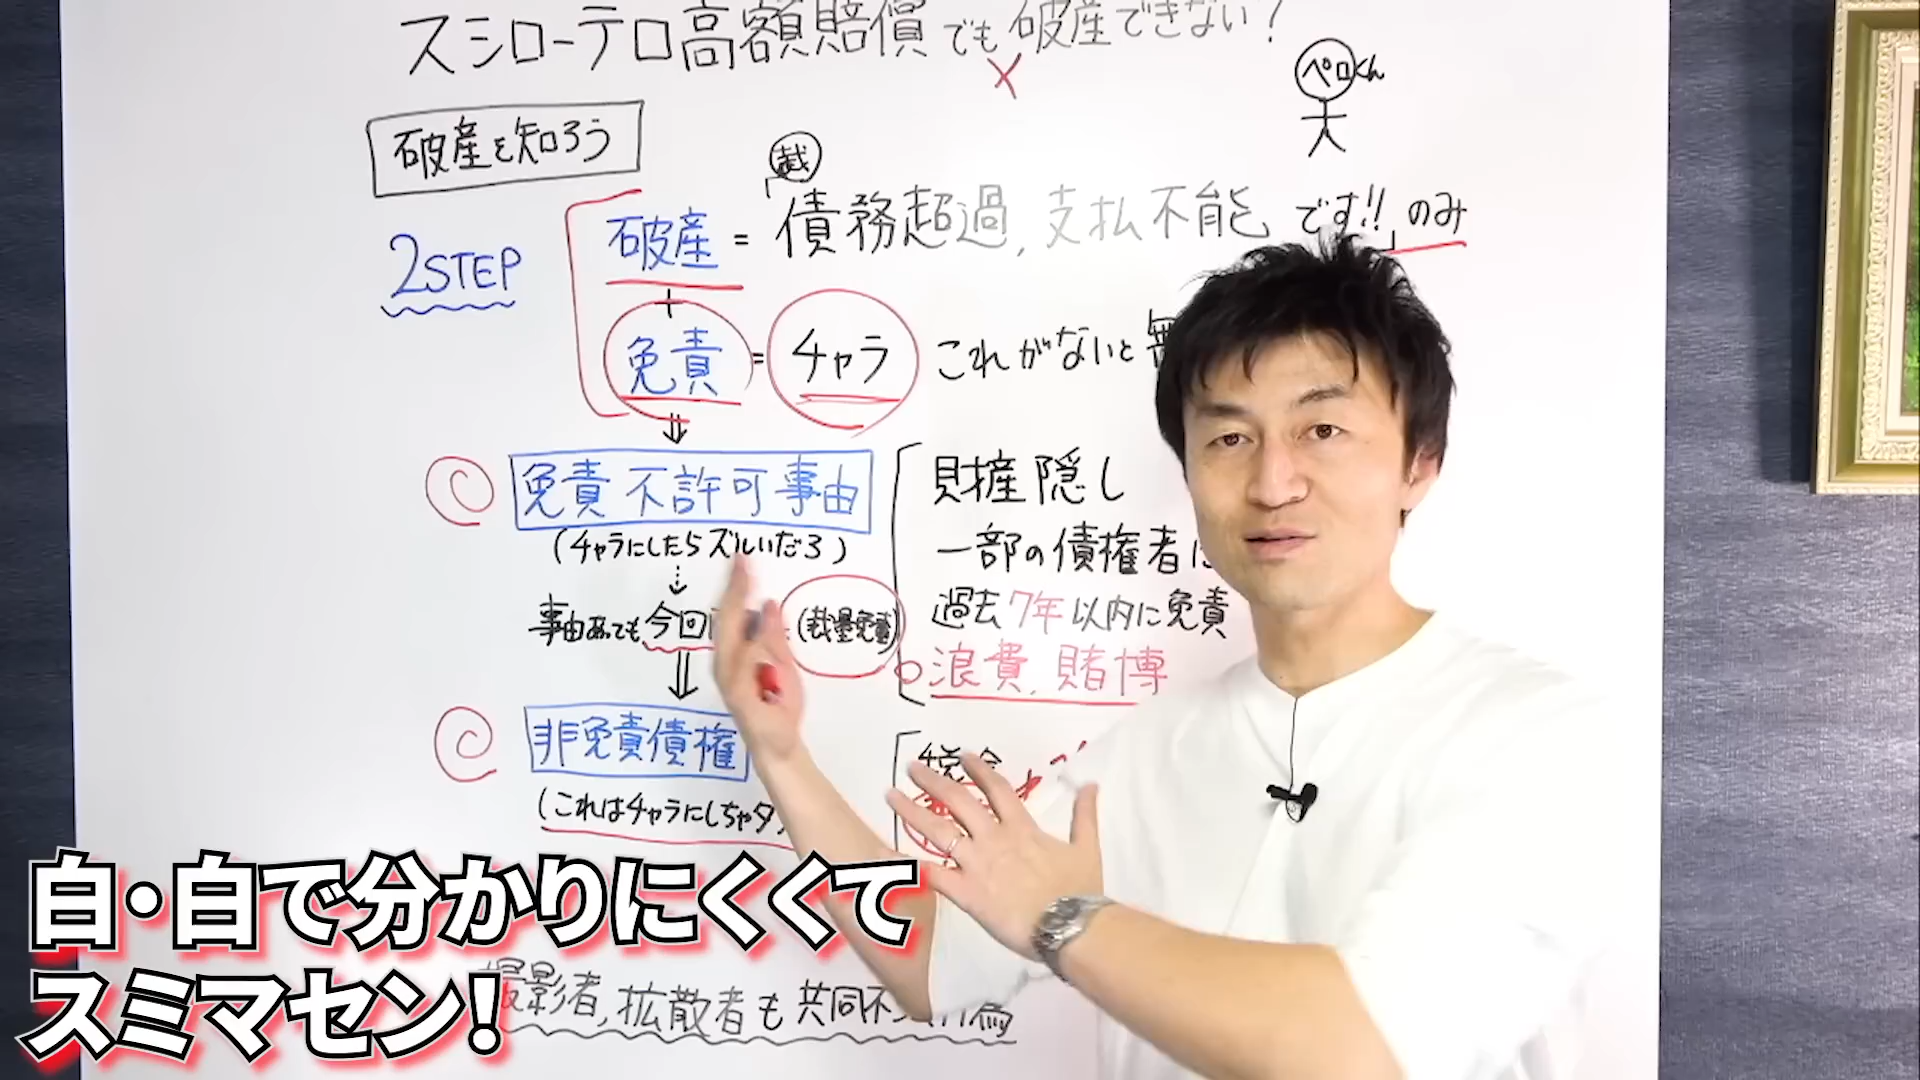 スシローテロ高額賠償でも破産できない?
×
ペロくん
破産を知ろう
裁
2STEP
破産 = 「債務超過, 支払不能 です!!」のみ
+
免責 = チャラ これがないと無
免責不許可事由
(チャラにしたらズルいだろ)
財産隠し
一部の債権者に
過去7年以内に免責
浪費, 賭博
事由あっても今回 (裁量免責)
非免責債権
(これはチャラにしちゃダ
税金
撮影者, 拡散者も共同不法行為
白・白で分かりにくくて
スミマセン!